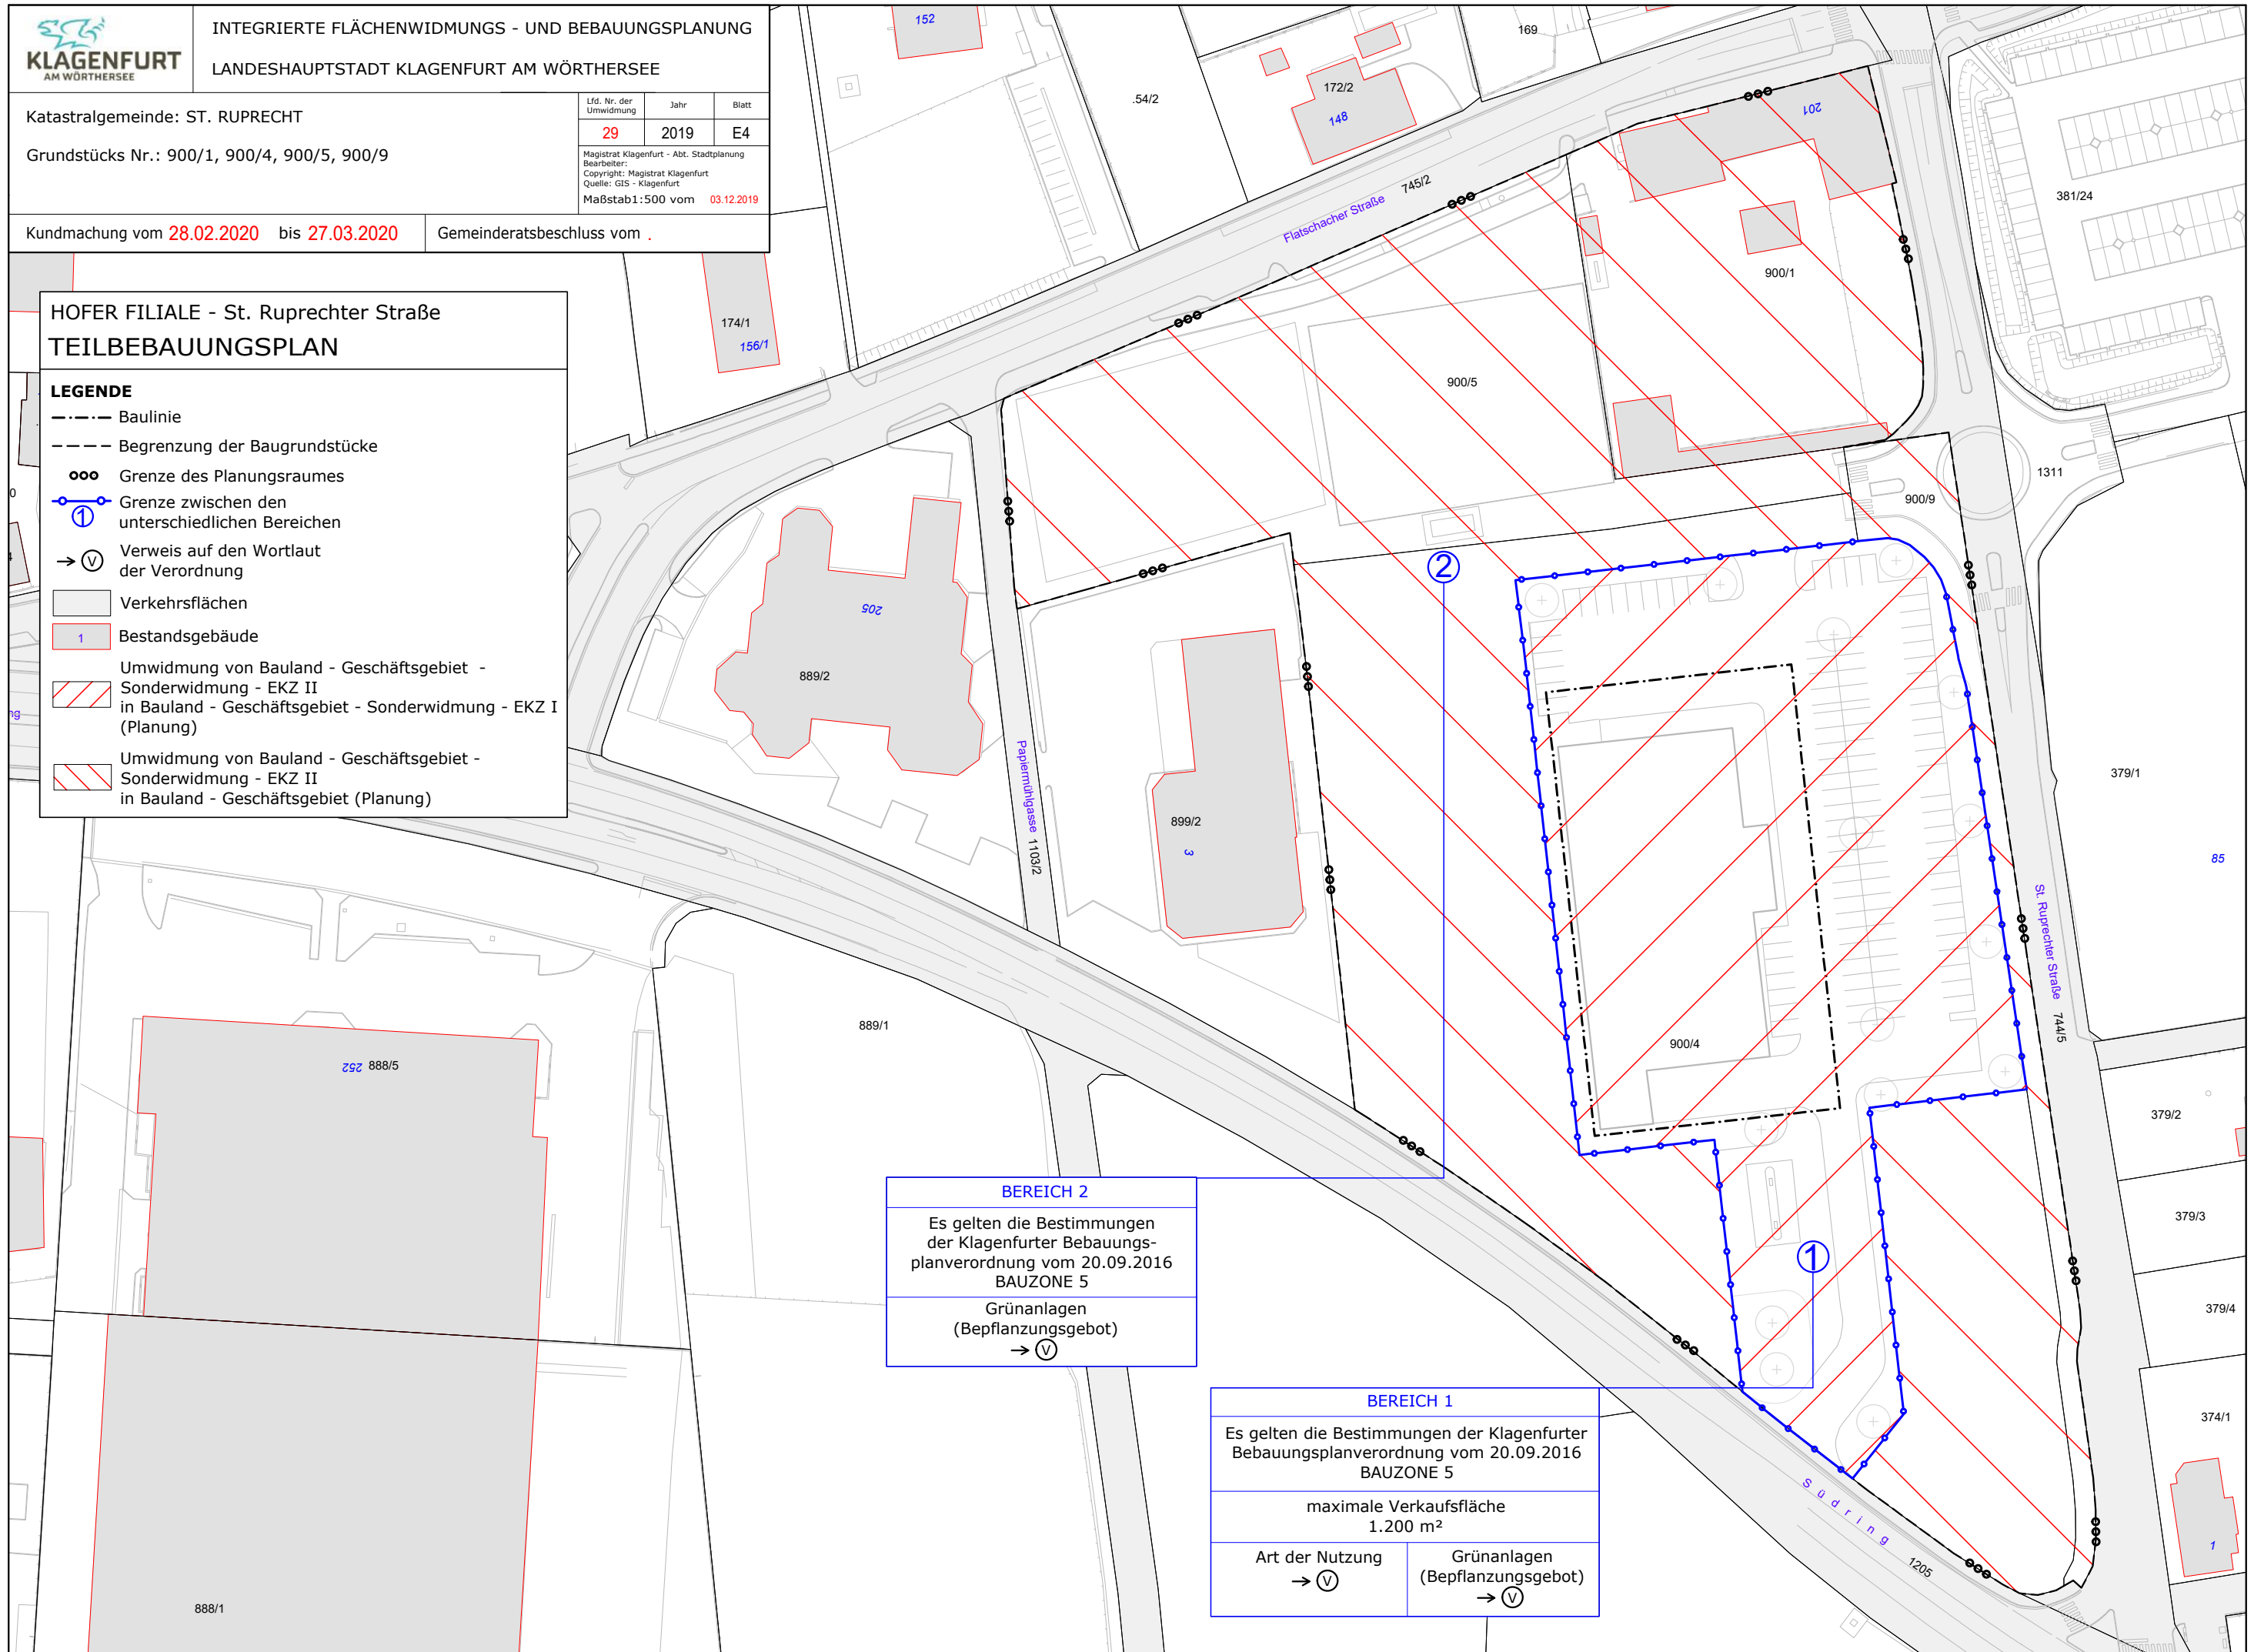 KLAGENFURT
AM WÖRTHERSEE
INTEGRIERTE FLÄCHENWIDMUNGS - UND BEBAUUNGSPLANUNG
LANDESHAUPTSTADT KLAGENFURT AM WÖRTHERSEE
Katastralgemeinde: ST. RUPRECHT
Grundstücks Nr.: 900/1, 900/4, 900/5, 900/9
Lfd. Nr. der
Umwidmung
Jahr
Blatt
29
2019
E4
Magistrat Klagenfurt - Abt. Stadtplanung
Bearbeiter:
Copyright: Magistrat Klagenfurt
Quelle: GIS - Klagenfurt
Maßstab1:500 vom 03.12.2019
Kundmachung vom 28.02.2020 bis 27.03.2020
Gemeinderatsbeschluss vom .
HOFER FILIALE - St. Ruprechter Straße
TEILBEBAUUNGSPLAN
LEGENDE
Baulinie
Begrenzung der Baugrundstücke
Grenze des Planungsraumes
Grenze zwischen den
1
unterschiedlichen Bereichen
Verweis auf den Wortlaut
→ V
der Verordnung
Verkehrsflächen
1
Bestandsgebäude
Umwidmung von Bauland - Geschäftsgebiet -
Sonderwidmung - EKZ II
in Bauland - Geschäftsgebiet - Sonderwidmung - EKZ I
(Planung)
Umwidmung von Bauland - Geschäftsgebiet -
Sonderwidmung - EKZ II
in Bauland - Geschäftsgebiet (Planung)
152
169
.54/2
172/2
148
201
381/24
Flatschacher Straße 745/2
900/1
174/1
156/1
900/5
1311
900/9
2
205
889/2
Papiermühlgasse 1103/2
899/2
3
379/1
85
St. Ruprechter Straße 744/5
900/4
889/1
252 888/5
379/2
379/3
379/4
374/1
1
1
BEREICH 2
Es gelten die Bestimmungen
der Klagenfurter Bebauungs-
planverordnung vom 20.09.2016
BAUZONE 5
Grünanlagen
(Bepflanzungsgebot)
→ V
BEREICH 1
Es gelten die Bestimmungen der Klagenfurter
Bebauungsplanverordnung vom 20.09.2016
BAUZONE 5
maximale Verkaufsfläche
1.200 m²
Art der Nutzung
→ V
Grünanlagen
(Bepflanzungsgebot)
→ V
Südring 1205
888/1